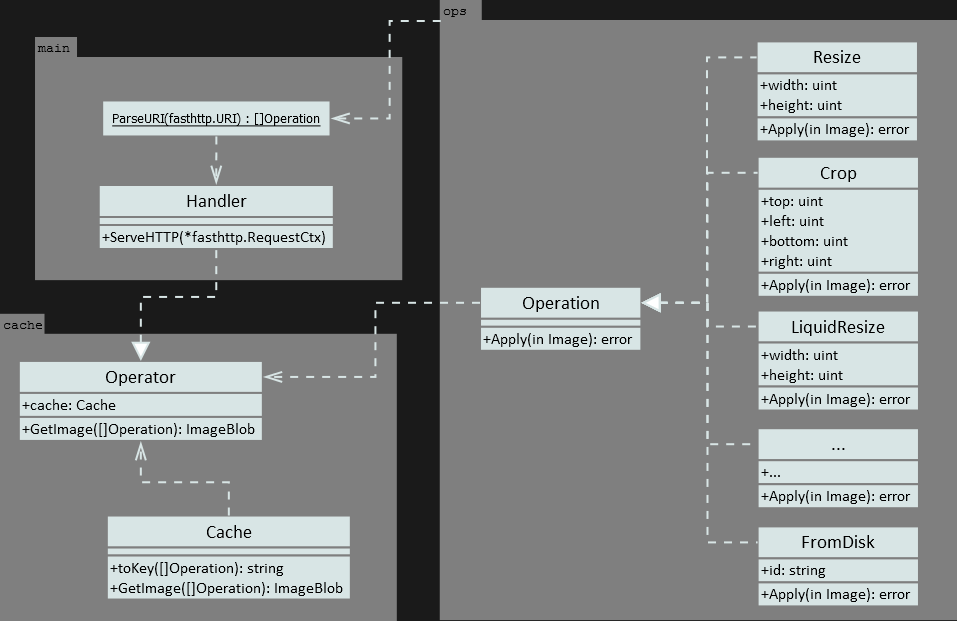 main
ParseURI(fasthttp.URI) : []Operation
Handler
+ServeHTTP(*fasthttp.RequestCtx)
cache
Operator
+cache: Cache
+GetImage([]Operation): ImageBlob
Cache
+toKey([]Operation): string
+GetImage([]Operation): ImageBlob
ops
Operation
+Apply(in Image): error
Resize
+width: uint
+height: uint
+Apply(in Image): error
Crop
+top: uint
+left: uint
+bottom: uint
+right: uint
+Apply(in Image): error
LiquidResize
+width: uint
+height: uint
+Apply(in Image): error
...
+...
+Apply(in Image): error
FromDisk
+id: string
+Apply(in Image): error